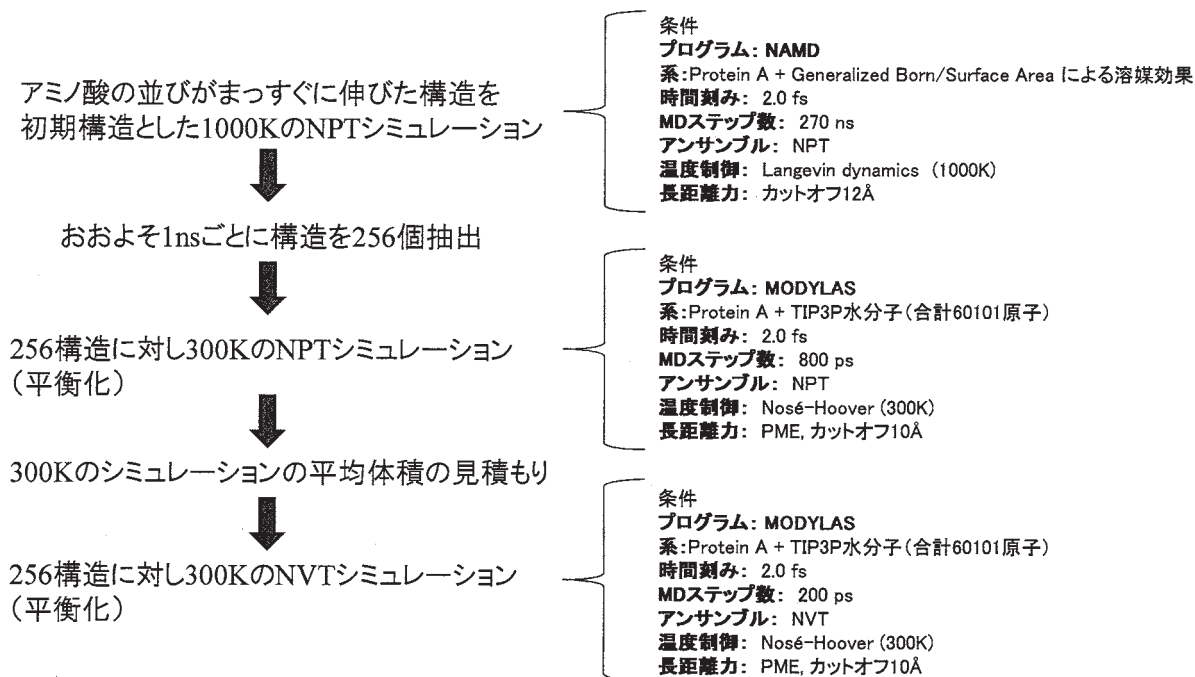 アミノ酸の並びがまっすぐに伸びた構造を
初期構造とした1000KのNPTシミュレーション
条件
プログラム: NAMD
系:Protein A + Generalized Born/Surface Area による溶媒効果
時間刻み: 2.0 fs
MDステップ数: 270 ns
アンサンブル: NPT
温度制御: Langevin dynamics (1000K)
長距離力: カットオフ12Å
おおよそ1nsごとに構造を256個抽出
256構造に対し300KのNPTシミュレーション
（平衡化）
条件
プログラム: MODYLAS
系:Protein A + TIP3P水分子（合計60101原子）
時間刻み: 2.0 fs
MDステップ数: 800 ps
アンサンブル: NPT
温度制御: Nosé-Hoover (300K)
長距離力: PME, カットオフ10Å
300Kのシミュレーションの平均体積の見積もり
256構造に対し300KのNVTシミュレーション
（平衡化）
条件
プログラム: MODYLAS
系:Protein A + TIP3P水分子（合計60101原子）
時間刻み: 2.0 fs
MDステップ数: 200 ps
アンサンブル: NVT
温度制御: Nosé-Hoover (300K)
長距離力: PME, カットオフ10Å